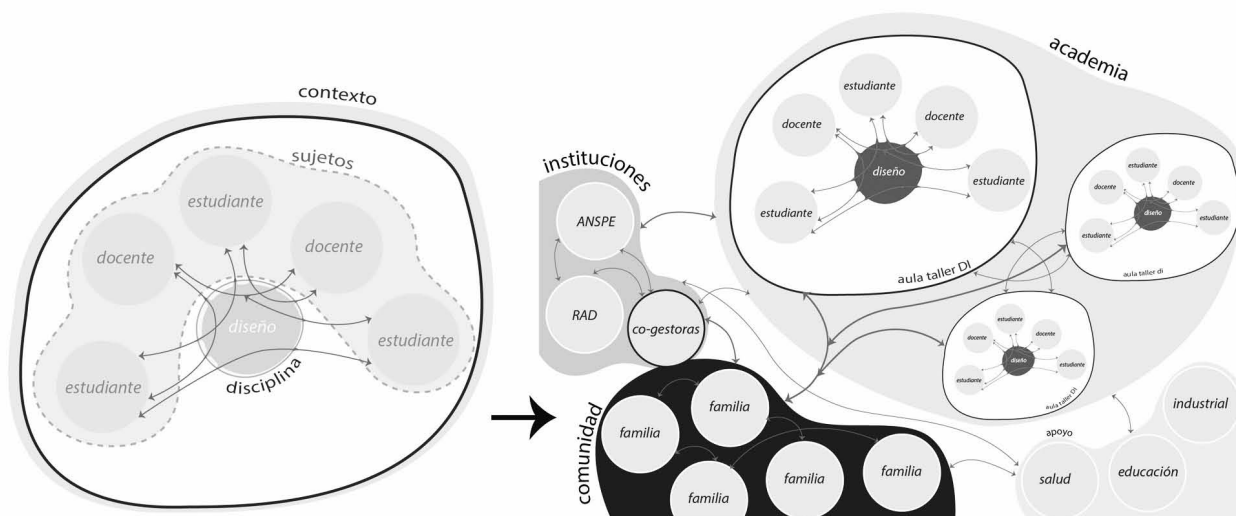 contexto
sujetos
estudiante
docente
docente
estudiante
estudiante
diseño
disciplina
academia
estudiante
docente
docente
diseño
estudiante
estudiante
aula taller DI
estudiante
docente
docente
diseño
estudiante
estudiante
aula taller di
estudiante
docente
docente
diseño
estudiante
estudiante
aula taller DI
instituciones
ANSPE
RAD
co-gestoras
comunidad
familia
familia
familia
familia
familia
apoyo
industrial
educación
salud